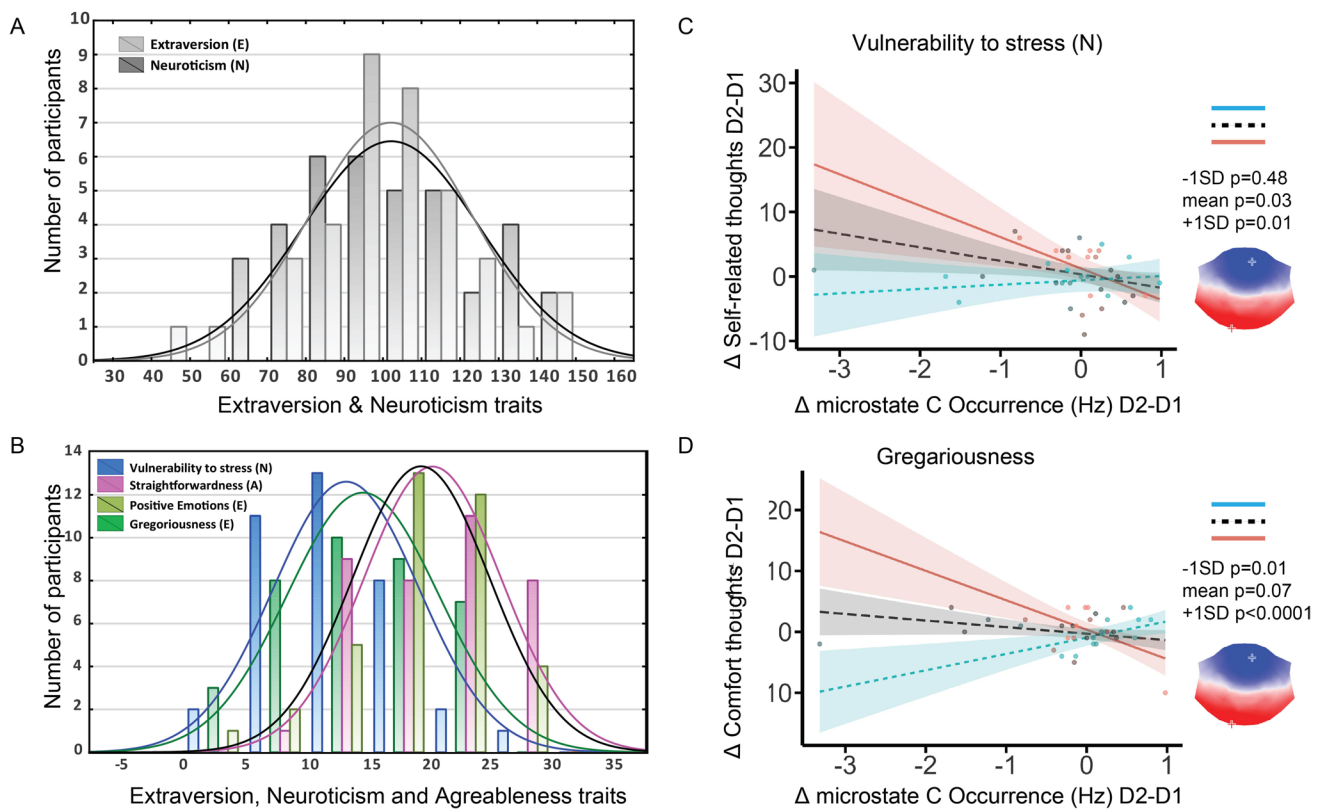 A
Number of participants
10
9
8
7
6
5
4
3
2
1
0
Extraversion (E)
Neuroticism (N)
30 40 50 60 70 80 90 100 110 120 130 140 150 165
Extraversion & Neuroticism traits
B
Number of participants
14
12
10
8
6
4
2
0
Vulnerability to stress (N)
Straightforwardness (A)
Positive Emotions (E)
Gregoriousness (E)
-5 0 5 10 15 20 25 30 35
Extraversion, Neuroticism and Agreableness traits
C
Vulnerability to stress (N)
Δ Self-related thoughts D2-D1
30
20
10
0
-10
-3 -2 -1 0 1
Δ microstate C Occurrence (Hz) D2-D1
-1SD p=0.48
mean p=0.03
+1SD p=0.01
D
Gregariousness
Δ Comfort thoughts D2-D1
20
10
0
10
-3 -2 -1 0 1
Δ microstate C Occurrence (Hz) D2-D1
-1SD p=0.01
mean p=0.07
+1SD p<0.0001